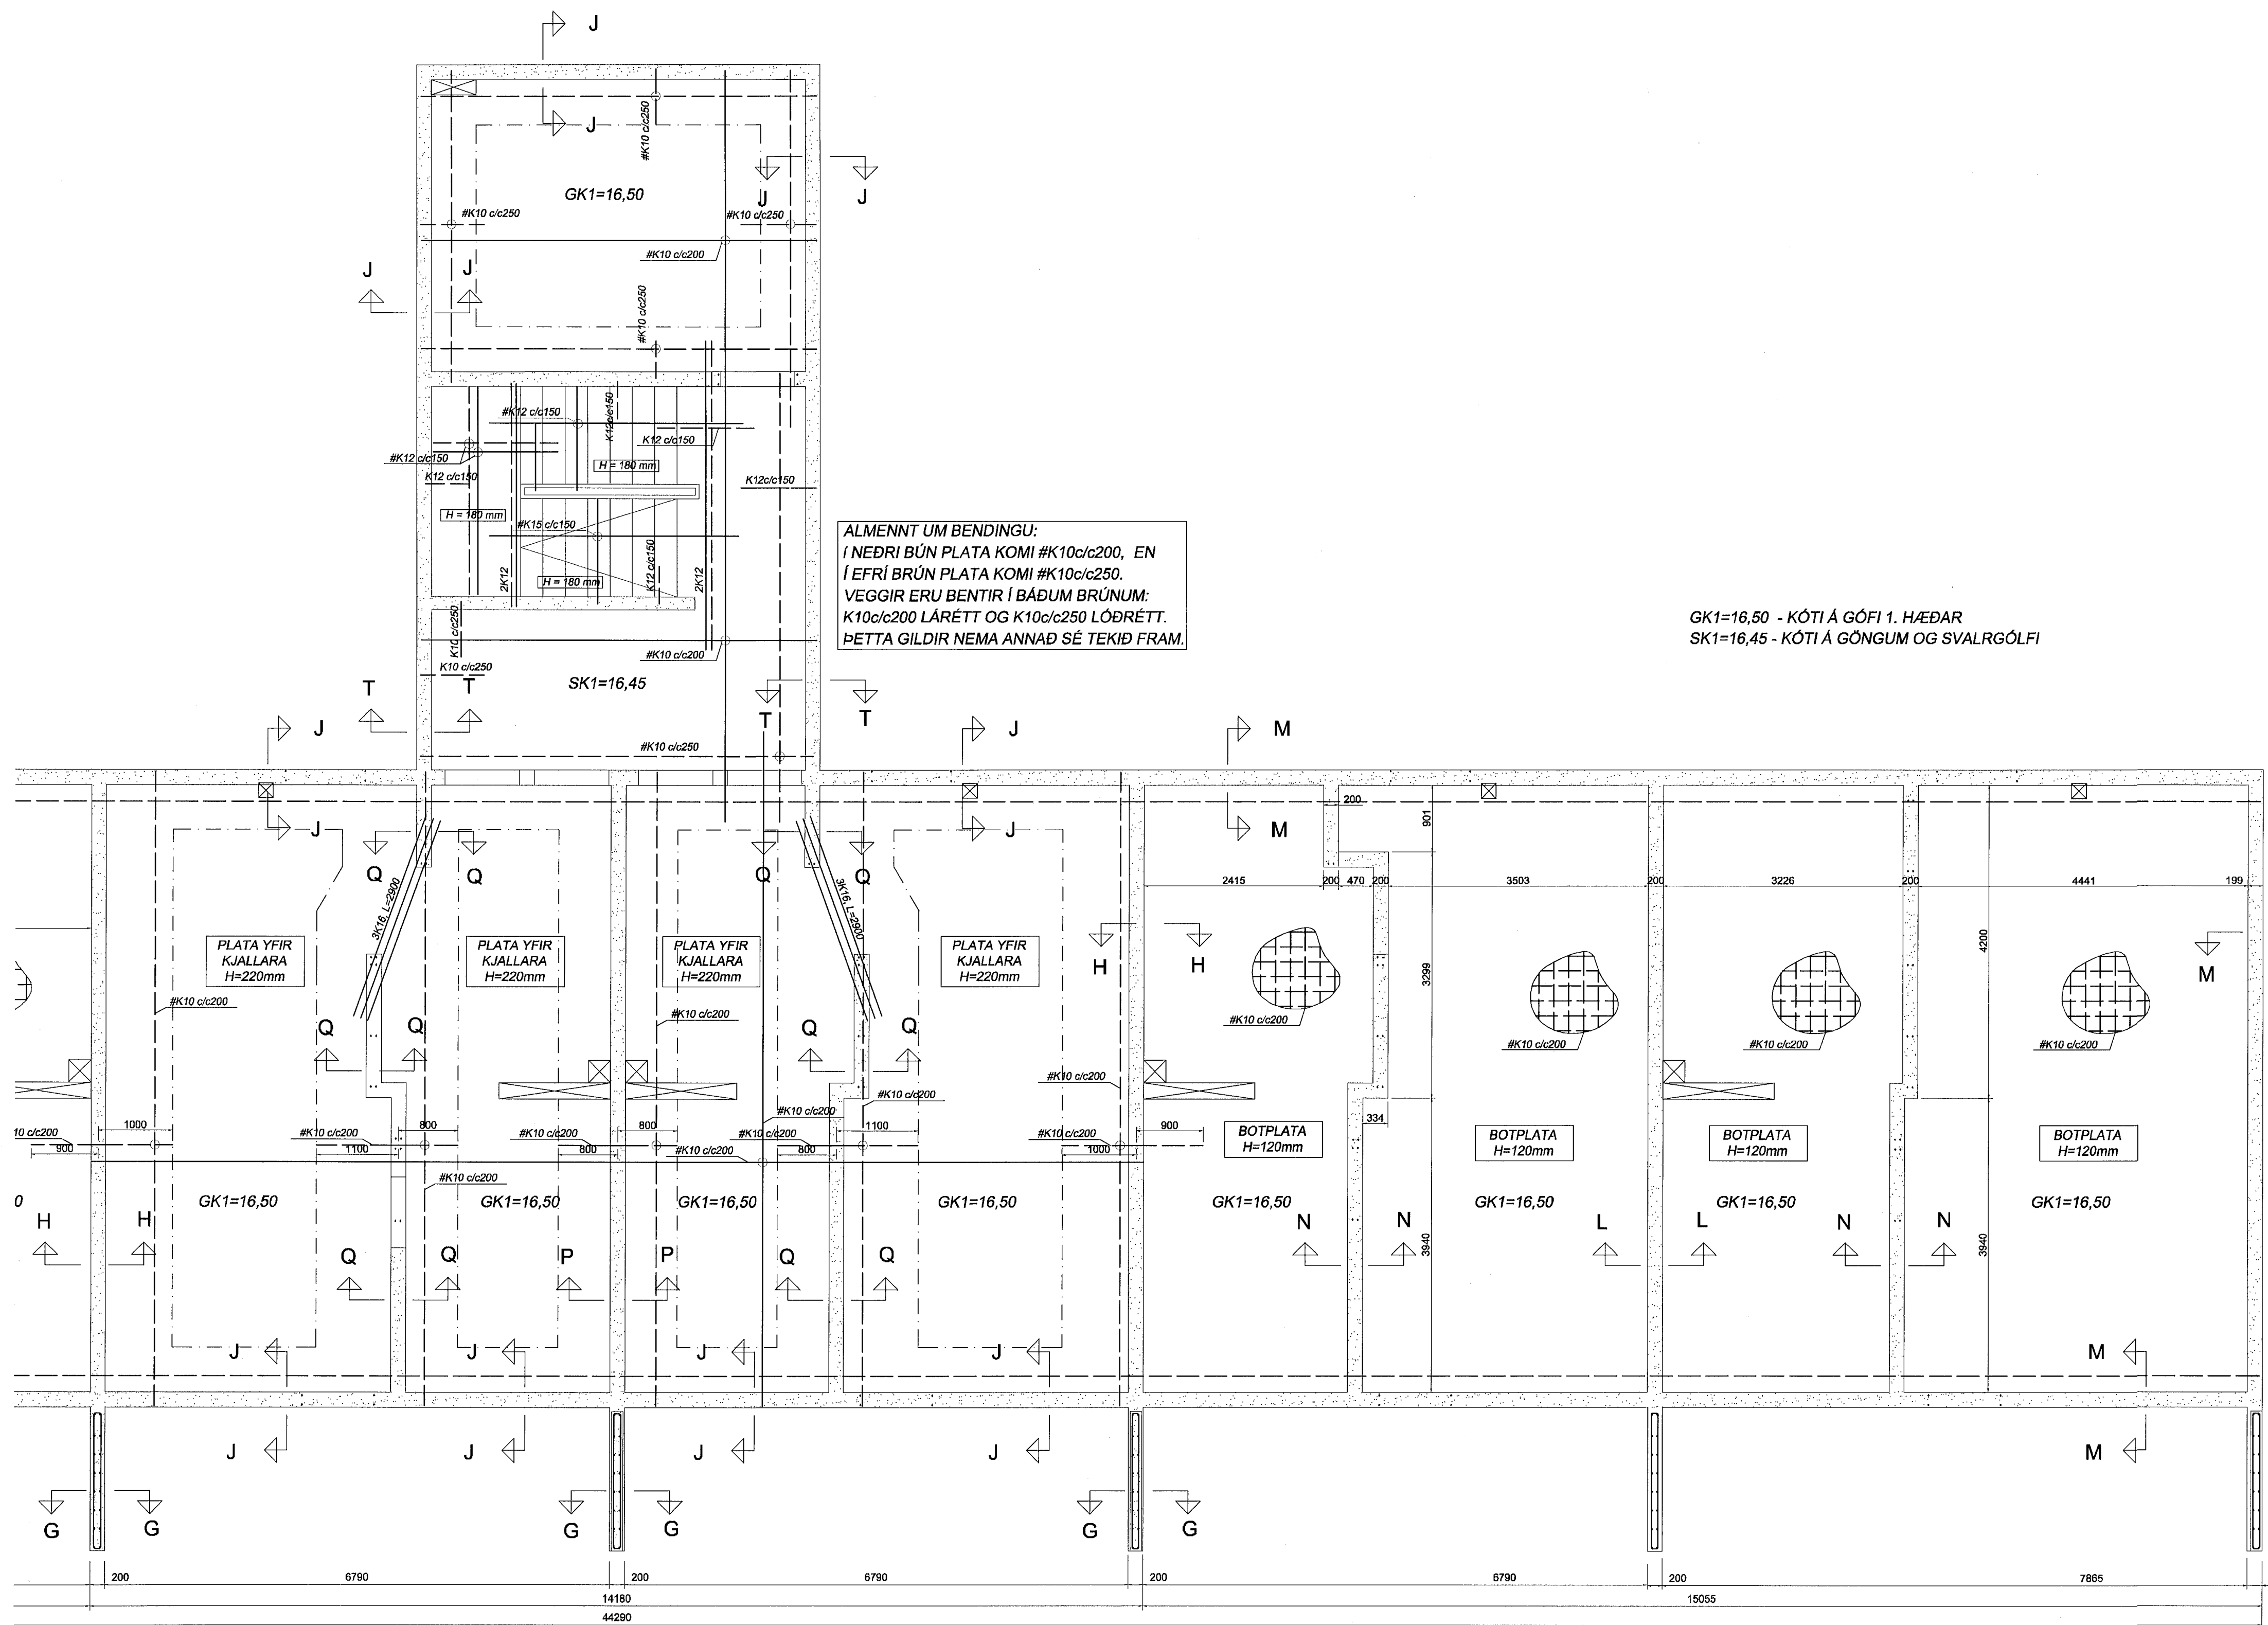 J
J
#K10 c/c250
J
J
GK1=16,50
#K10 c/c250
#K10 c/c250
#K10 c/c200
J
J
#K10 c/c250
#K12 c/c150
K12c/c150
K12 c/c150
#K12 c/c150
K12 c/c150
H = 180 mm
K12c/c150
H = 180 mm
#K15 c/c150
2K12
H = 180 mm
K12 c/c150
2K12
K10 c/c250
K10 c/c250
#K10 c/c200
SK1=16,45
ALMENNT UM BENDINGU:
Í NEÐRI BÚN PLATA KOMI #K10c/c200, EN
Í EFRÍ BRÚN PLATA KOMI #K10c/c250.
VEGGIR ERU BENTIR Í BÁÐUM BRÚNUM:
K10c/c200 LÁRÉTT OG K10c/c250 LÓÐRÉTT.
ÞETTA GILDIR NEMA ANNAÐ SÉ TEKIÐ FRAM.
GK1=16,50 - KÓTI Á GÓFI 1. HÆÐAR
SK1=16,45 - KÓTI Á GÖNGUM OG SVALRGÓLFI
T
T
T
T
J
J
M
#K10 c/c250
J
J
M
200
901
Q
Q
Q
Q
2415
200
470
200
3503
200
3226
200
4441
199
3K16, L=2900
3K16, L=2900
PLATA YFIR
KJALLARA
H=220mm
PLATA YFIR
KJALLARA
H=220mm
PLATA YFIR
KJALLARA
H=220mm
PLATA YFIR
KJALLARA
H=220mm
H
H
3299
4200
M
#K10 c/c200
#K10 c/c200
#K10 c/c200
#K10 c/c200
#K10 c/c200
#K10 c/c200
Q
Q
Q
Q
#K10 c/c200
#K10 c/c200
#K10 c/c200
10 c/c200
1000
900
#K10 c/c200
800
1100
#K10 c/c200
800
800
#K10 c/c200
1100
800
#K10 c/c200
#K10 c/c200
900
1000
334
BOTPLATA
H=120mm
BOTPLATA
H=120mm
BOTPLATA
H=120mm
BOTPLATA
H=120mm
#K10 c/c200
0
GK1=16,50
GK1=16,50
GK1=16,50
GK1=16,50
GK1=16,50
GK1=16,50
GK1=16,50
GK1=16,50
H
H
N
N
L
L
N
N
3940
3940
Q
Q
P
P
Q
Q
J
J
J
J
M
J
J
J
J
M
G
G
G
G
G
G
200
6790
200
6790
200
6790
200
7865
14180
15055
44290